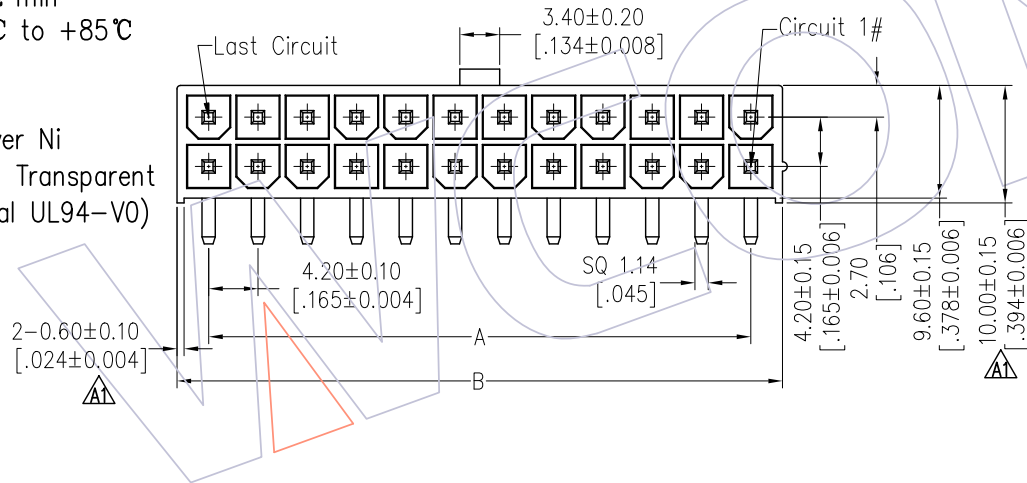 min
C to +85℃
3.40±0.20
[.134±0.008]
Last Circuit
Circuit 1#
er Ni
Transparent
al UL94-V0)
4.20±0.10
[.165±0.004]
SQ 1.14
[.045]
4.20±0.15
[.165±0.006]
2.70
[.106]
9.60±0.15
[.378±0.006]
10.00±0.15
[.394±0.006]
A1
2-0.60±0.10
[.024±0.004]
A1
A
B